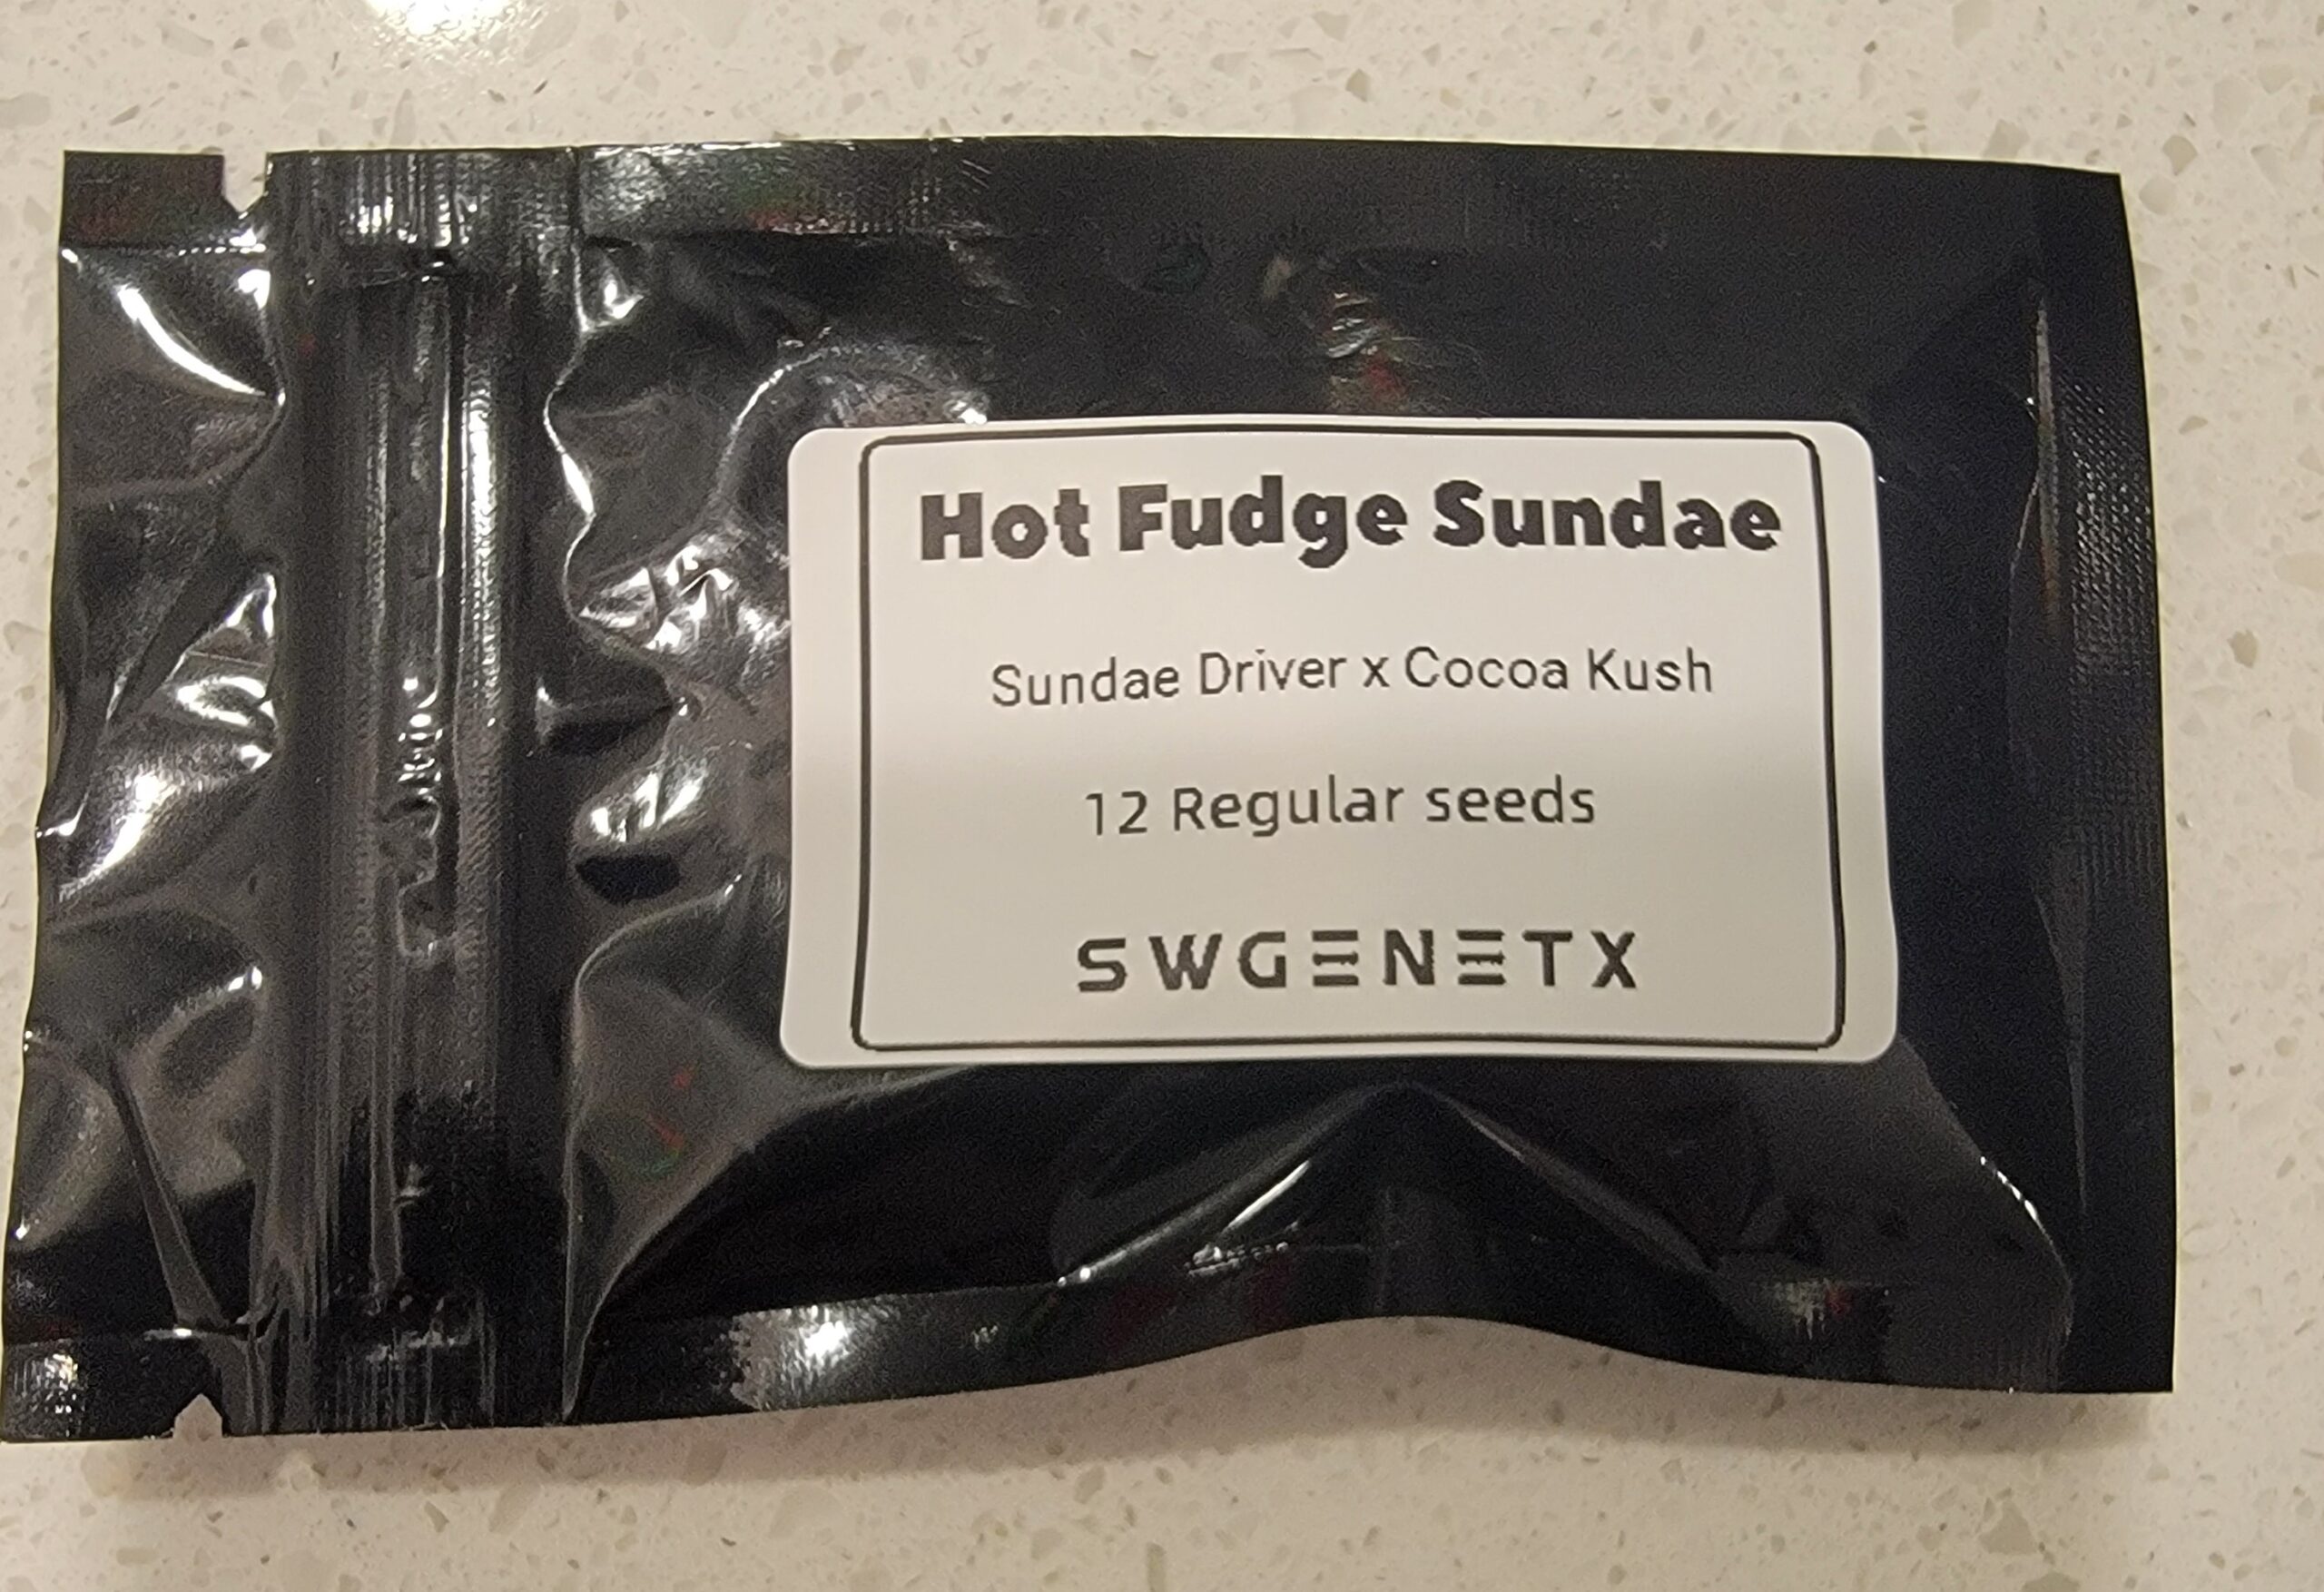 Hot Fudge Sundae
Sundae Driver x Cocoa Kush
12 Regular seeds
SWGENETX